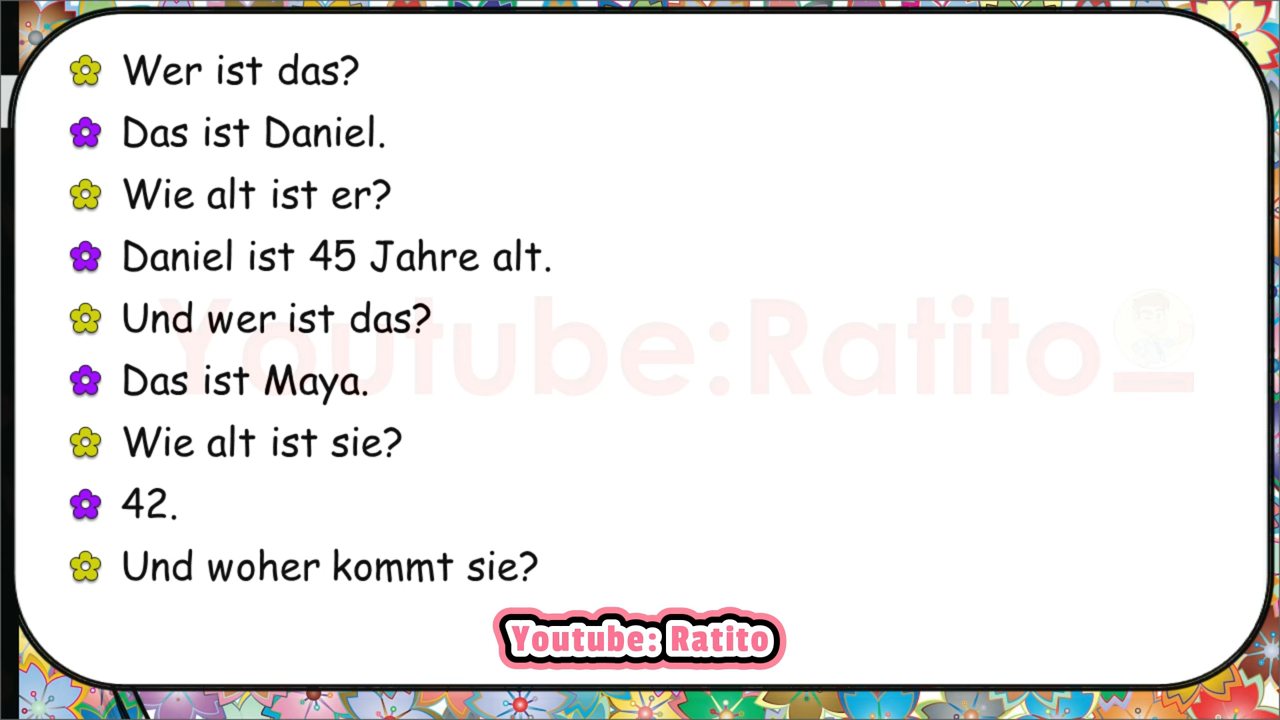 Wer ist das?
Das ist Daniel.
Wie alt ist er?
Daniel ist 45 Jahre alt.
Und wer ist das?
Das ist Maya.
Wie alt ist sie?
42.
Und woher kommt sie?
Youtube:Ratito
Youtube: Ratito